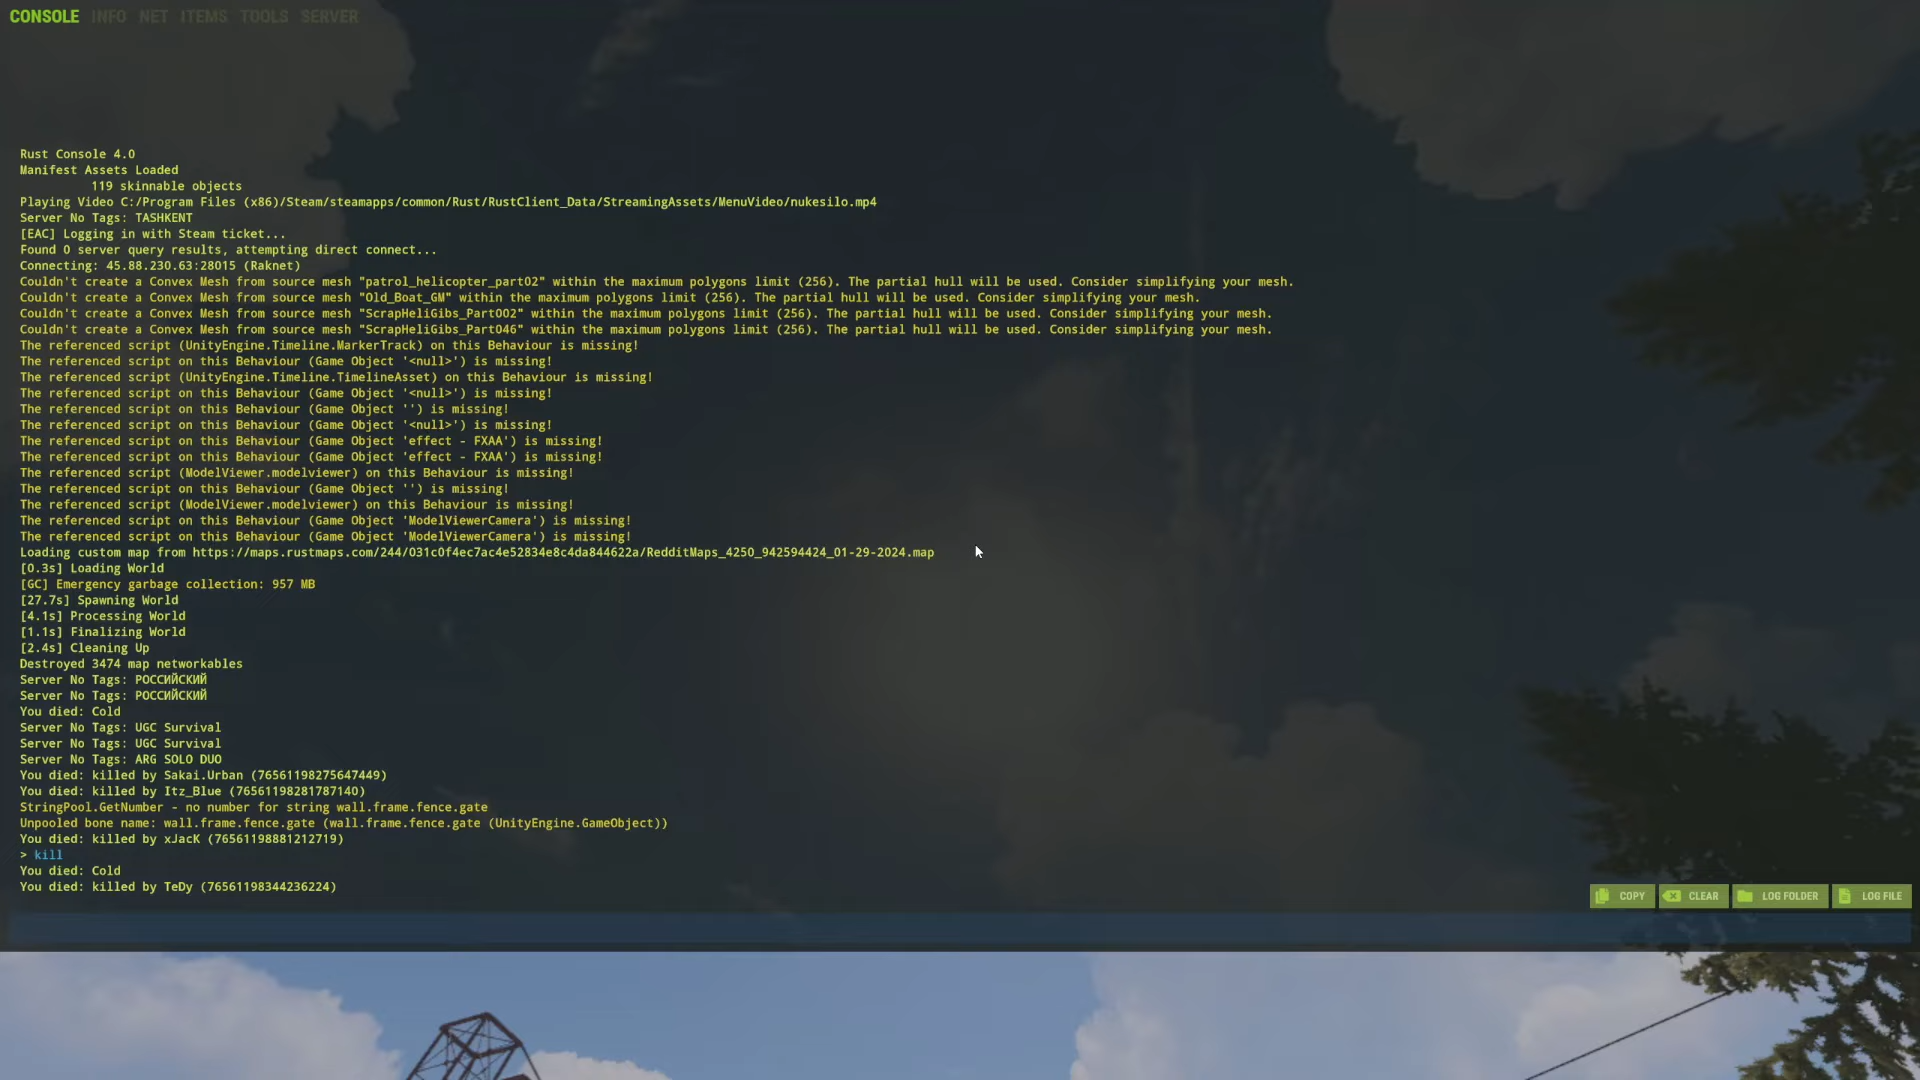 CONSOLE INFO NET ITEMS TOOLS SERVER
Rust Console 4.0
Manifest Assets Loaded
119 skinnable objects
Playing Video C:/Program Files (x86)/Steam/steamapps/common/Rust/RustClient_Data/StreamingAssets/MenuVideo/nukesilo.mp4
Server No Tags: TASHKENT
[EAC] Logging in with Steam ticket...
Found 0 server query results, attempting direct connect...
Connecting: 45.88.230.63:28015 (Raknet)
Couldn't create a Convex Mesh from source mesh "patrol_helicopter_part02" within the maximum polygons limit (256). The partial hull will be used. Consider simplifying your mesh.
Couldn't create a Convex Mesh from source mesh "Old_Boat_GM" within the maximum polygons limit (256). The partial hull will be used. Consider simplifying your mesh.
Couldn't create a Convex Mesh from source mesh "ScrapHeliGibs_Part002" within the maximum polygons limit (256). The partial hull will be used. Consider simplifying your mesh.
Couldn't create a Convex Mesh from source mesh "ScrapHeliGibs_Part046" within the maximum polygons limit (256). The partial hull will be used. Consider simplifying your mesh.
The referenced script (UnityEngine.Timeline.MarkerTrack) on this Behaviour is missing!
The referenced script on this Behaviour (Game Object '<null>') is missing!
The referenced script (UnityEngine.Timeline.TimelineAsset) on this Behaviour is missing!
The referenced script on this Behaviour (Game Object '<null>') is missing!
The referenced script on this Behaviour (Game Object '') is missing!
The referenced script on this Behaviour (Game Object '<null>') is missing!
The referenced script on this Behaviour (Game Object 'effect - FXAA') is missing!
The referenced script on this Behaviour (Game Object 'effect - FXAA') is missing!
The referenced script (ModelViewer.modelviewer) on this Behaviour is missing!
The referenced script on this Behaviour (Game Object '') is missing!
The referenced script (ModelViewer.modelviewer) on this Behaviour is missing!
The referenced script on this Behaviour (Game Object 'ModelViewerCamera') is missing!
The referenced script on this Behaviour (Game Object 'ModelViewerCamera') is missing!
Loading custom map from https://maps.rustmaps.com/244/031c0f4ec7ac4e52834e8c4da844622a/RedditMaps_4250_942594424_01-29-2024.map
[0.3s] Loading World
[GC] Emergency garbage collection: 957 MB
[27.7s] Spawning World
[4.1s] Processing World
[1.1s] Finalizing World
[2.4s] Cleaning Up
Destroyed 3474 map networkables
Server No Tags: РОССИЙСКИЙ
Server No Tags: РОССИЙСКИЙ
You died: Cold
Server No Tags: UGC Survival
Server No Tags: UGC Survival
Server No Tags: ARG SOLO DUO
You died: killed by Sakai.Urban (76561198275647449)
You died: killed by Itz_Blue (76561198281787140)
StringPool.GetNumber - no number for string wall.frame.fence.gate
Unpooled bone name: wall.frame.fence.gate (wall.frame.fence.gate (UnityEngine.GameObject))
You died: killed by xJacK (76561198881212719)
> kill
You died: Cold
You died: killed by TeDy (76561198344236224)
COPY CLEAR LOG FOLDER LOG FILE